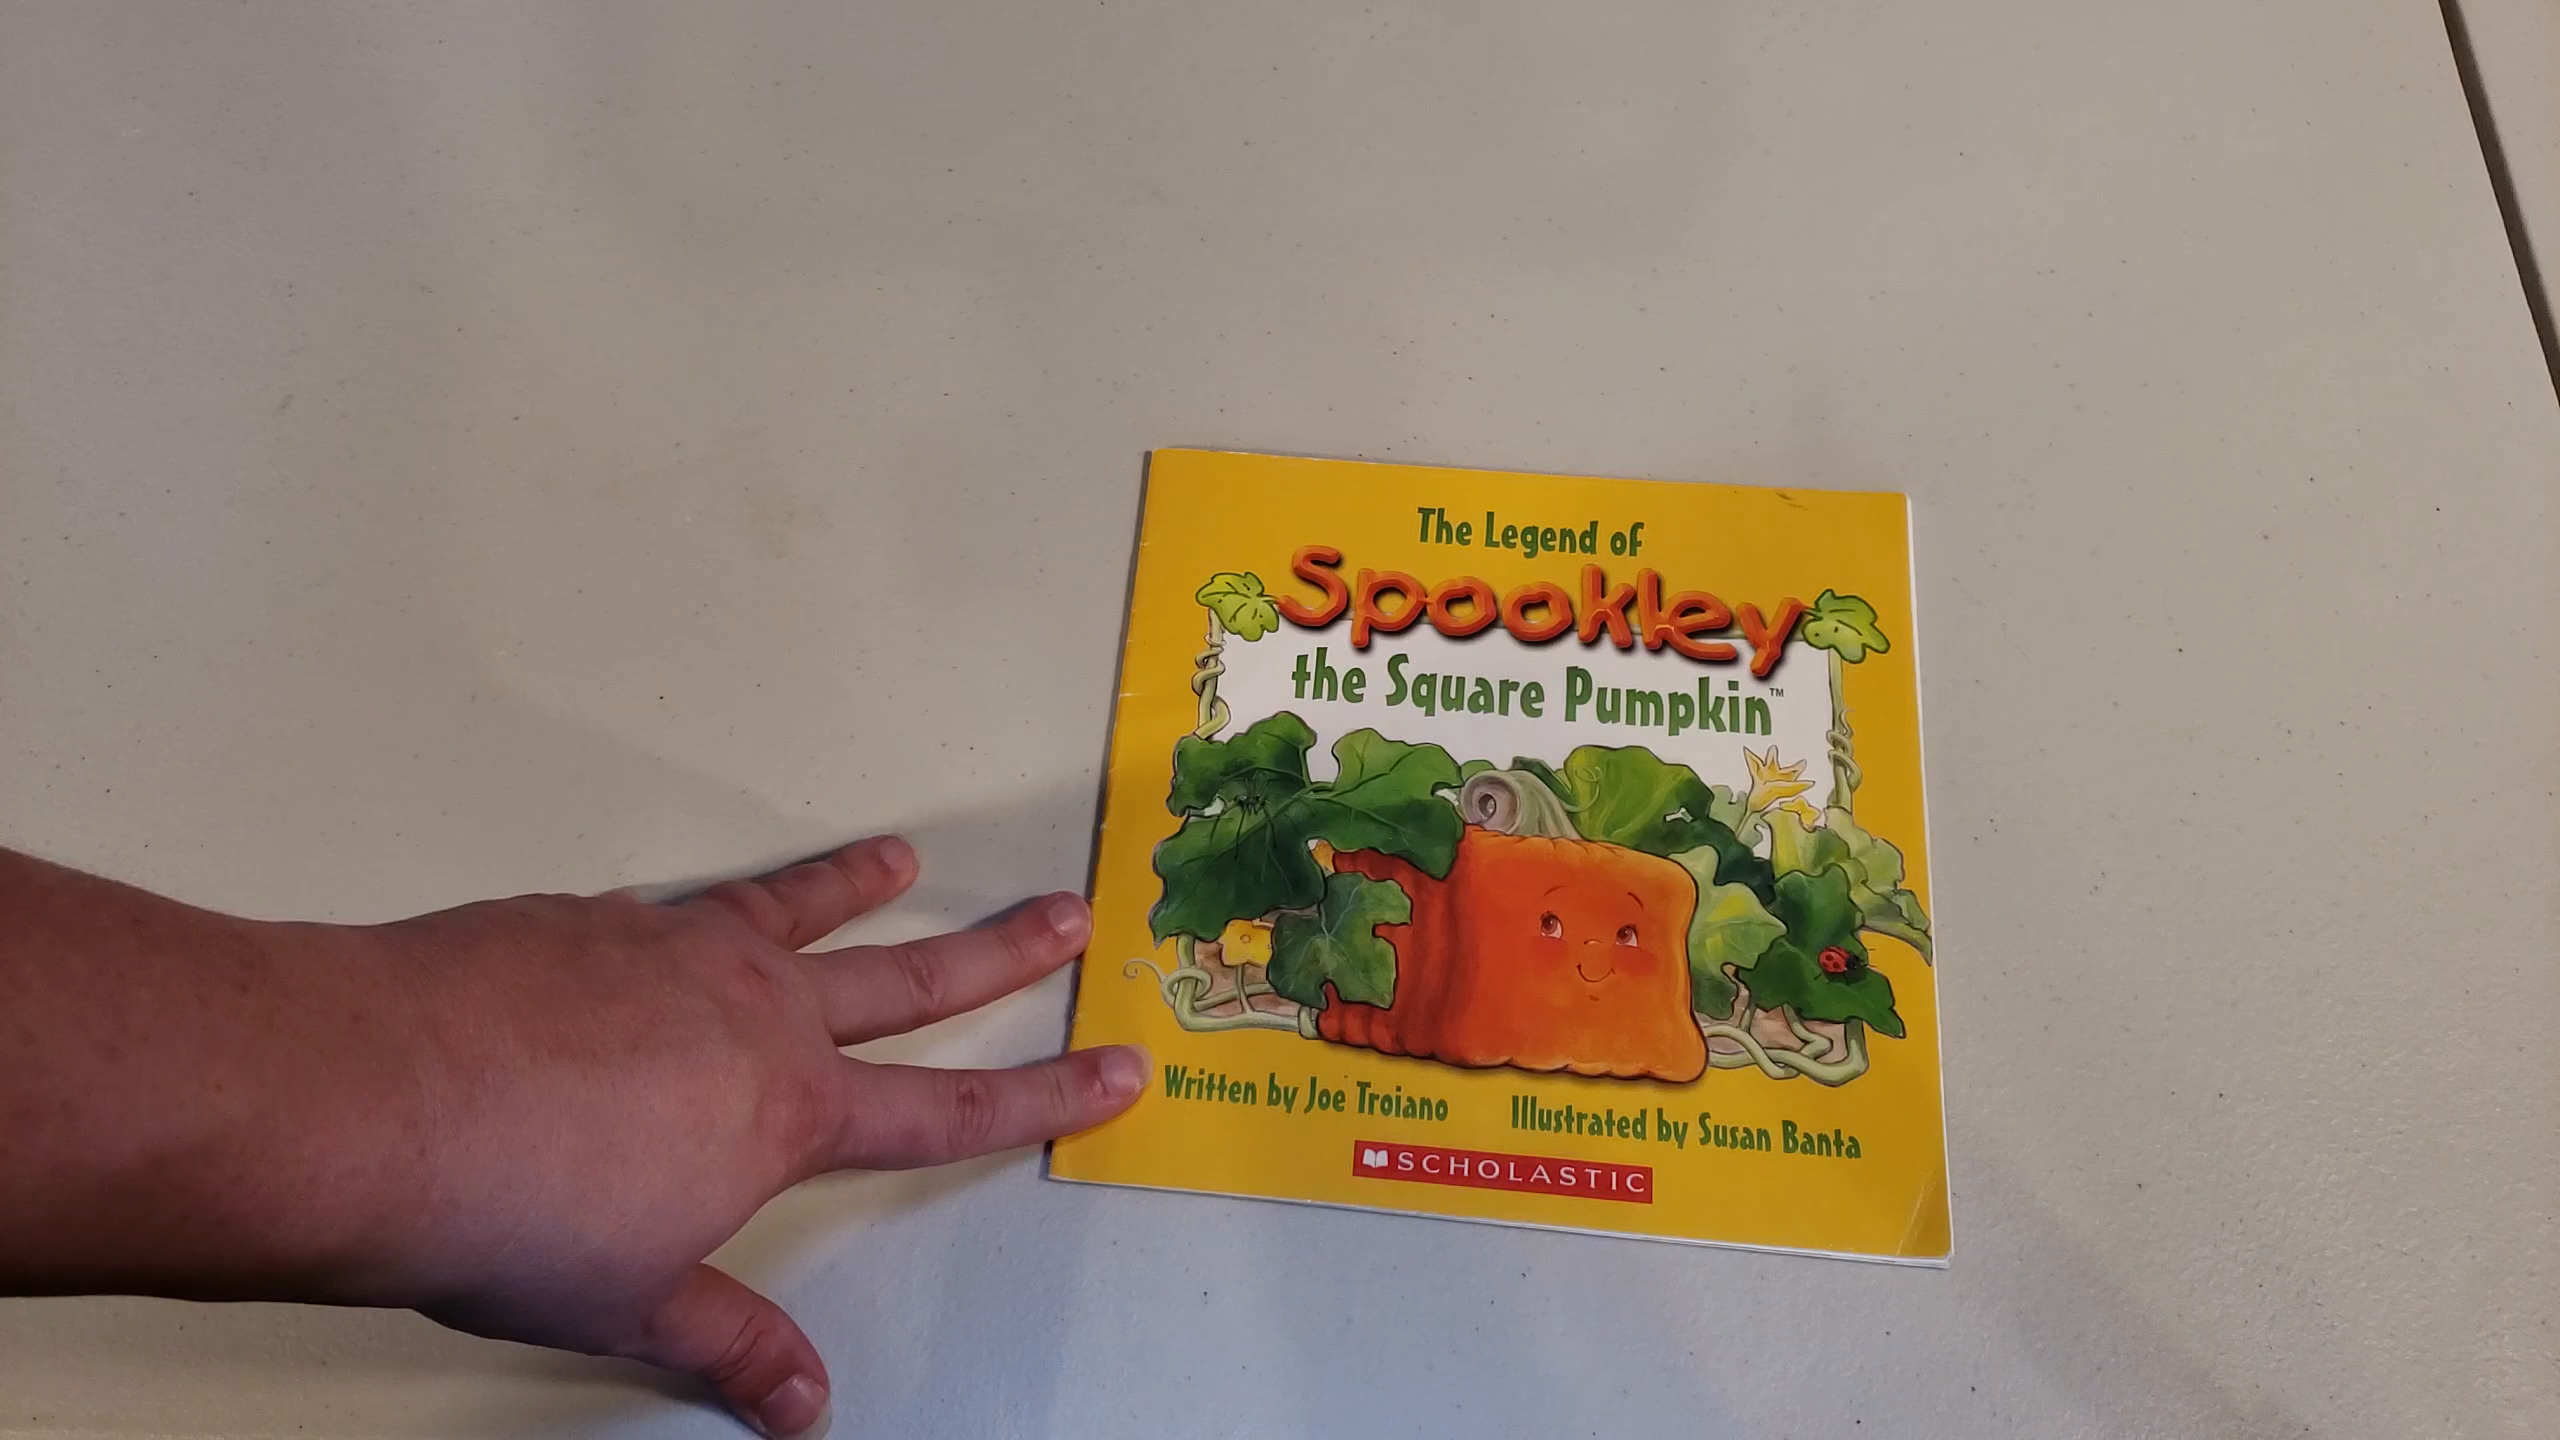 The Legend of
Spookley
the Square Pumpkin™
Written by Joe Troiano Illustrated by Susan Banta
SCHOLASTIC